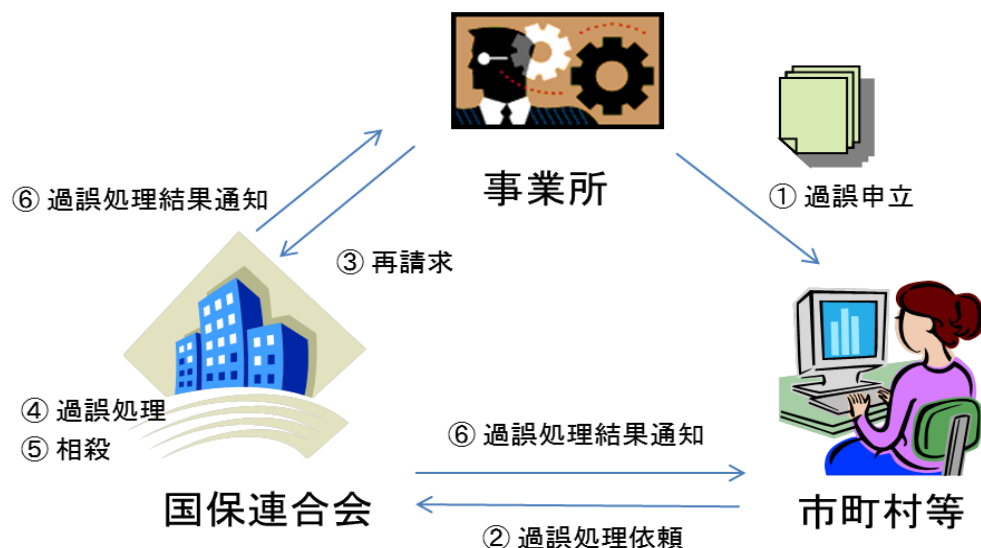 事業所
① 過誤申立
⑥ 過誤処理結果通知
③ 再請求
④ 過誤処理
⑤ 相殺
⑥ 過誤処理結果通知
国保連合会
市町村等
② 過誤処理依頼